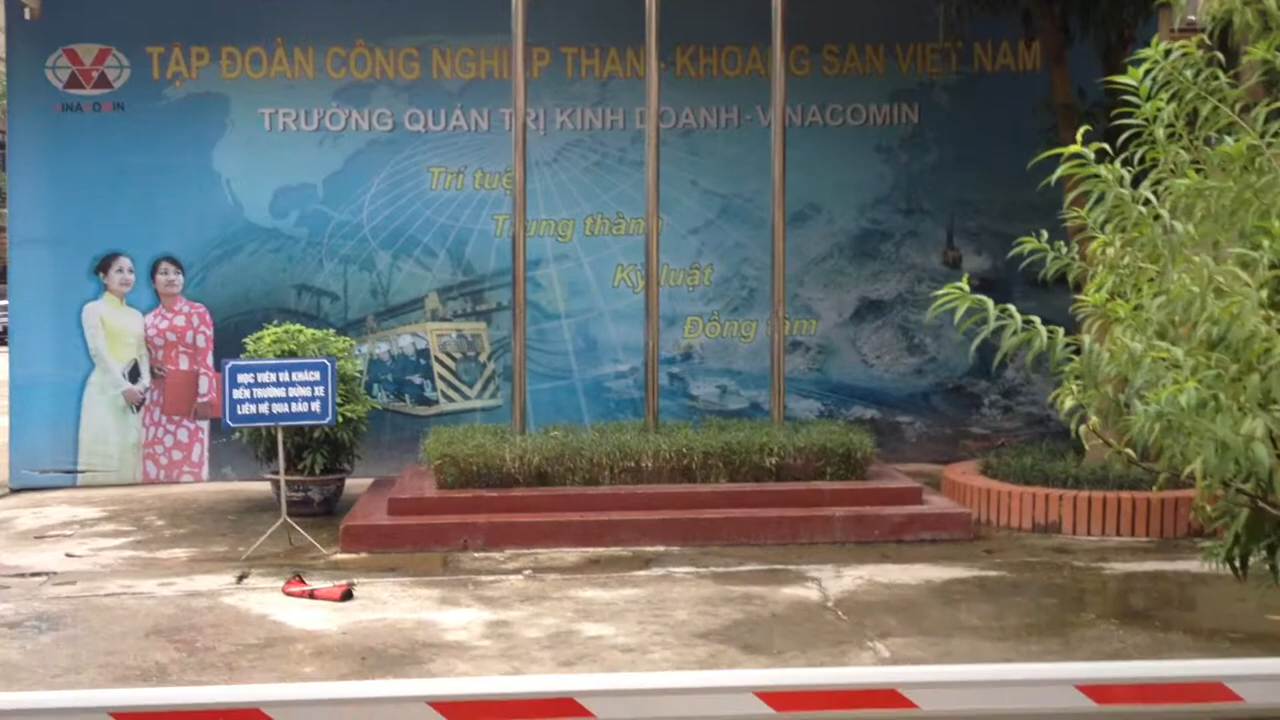 TẬP ĐOÀN CÔNG NGHIỆP THAN - KHOÁNG SẢN VIỆT NAM
VINACOMIN
TRƯỜNG QUẢN TRỊ KINH DOANH - VINACOMIN
Trí tuệ
Trung thành
Kỷ luật
Đồng tâm
HỌC VIÊN VÀ KHÁCH
ĐẾN TRƯỜNG DỪNG XE
LIÊN HỆ QUA BẢO VỆ